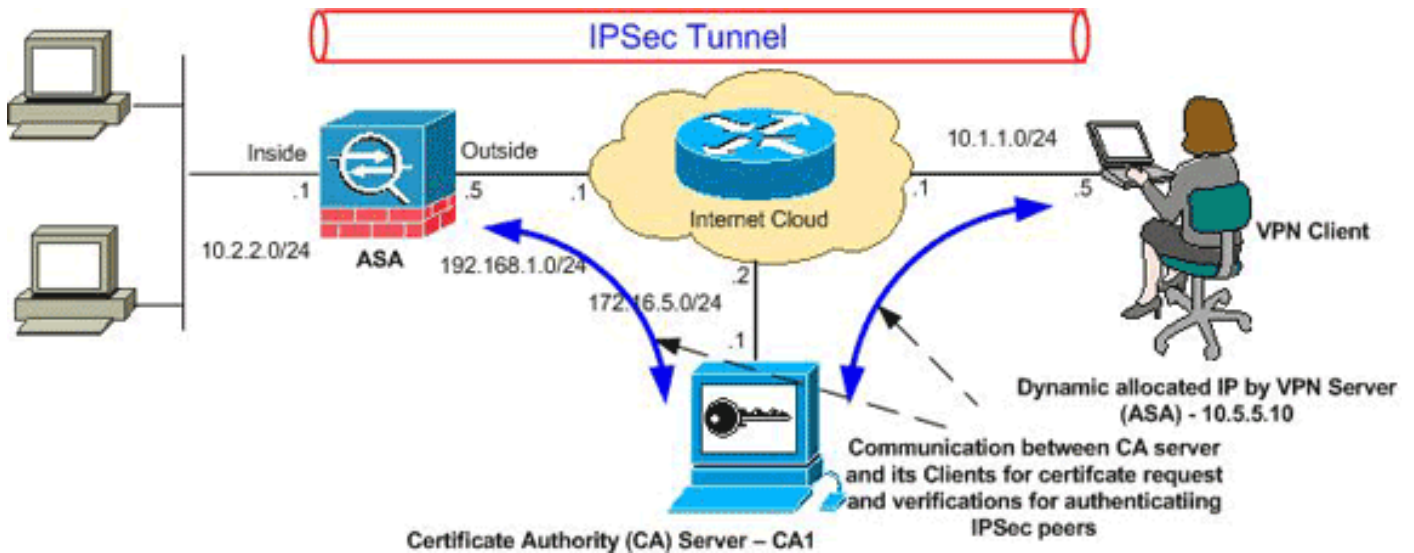 IPSec Tunnel
Inside
Outside
10.1.1.0/24
.1
.5
.1
.1
.5
Internet Cloud
VPN Client
10.2.2.0/24
ASA
192.168.1.0/24
.2
172.16.5.0/24
.1
Dynamic allocated IP by VPN Server
(ASA) - 10.5.5.10
Communication between CA server
and its Clients for certifcate request
and verifications for authenticatiing
IPSec peers
Certificate Authority (CA) Server – CA1